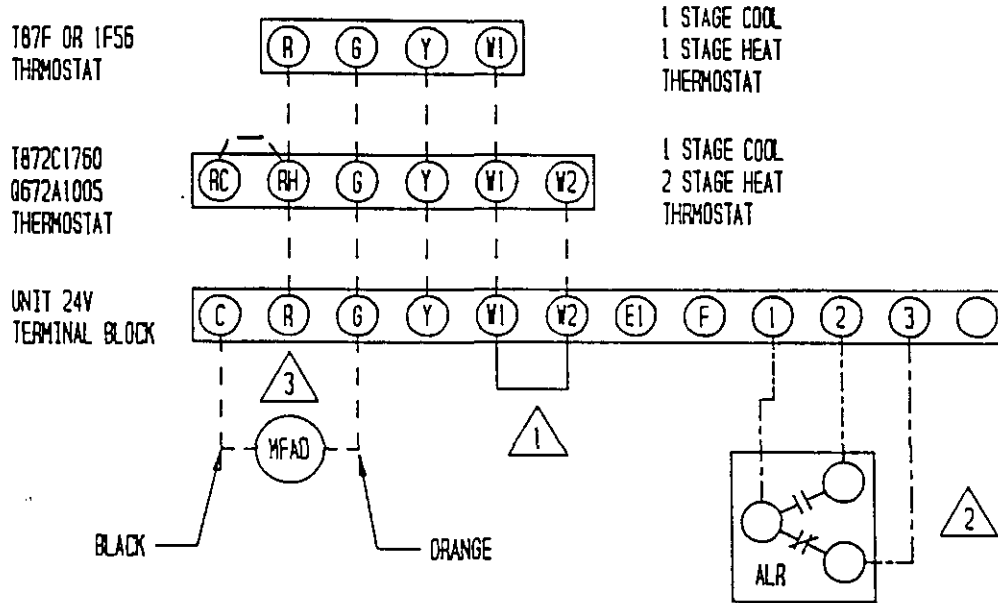 T87F OR 1F56
THRMOSTAT
R G Y W1
1 STAGE COOL
1 STAGE HEAT
THERMOSTAT
T872C1760
Q672A1005
THERMOSTAT
RC RH G Y W1 W2
1 STAGE COOL
2 STAGE HEAT
THRMOSTAT
UNIT 24V
TERMINAL BLOCK
C R G Y W1 W2 E1 F 1 2 3
3
MFAD
1
2
BLACK
ORANGE
ALR